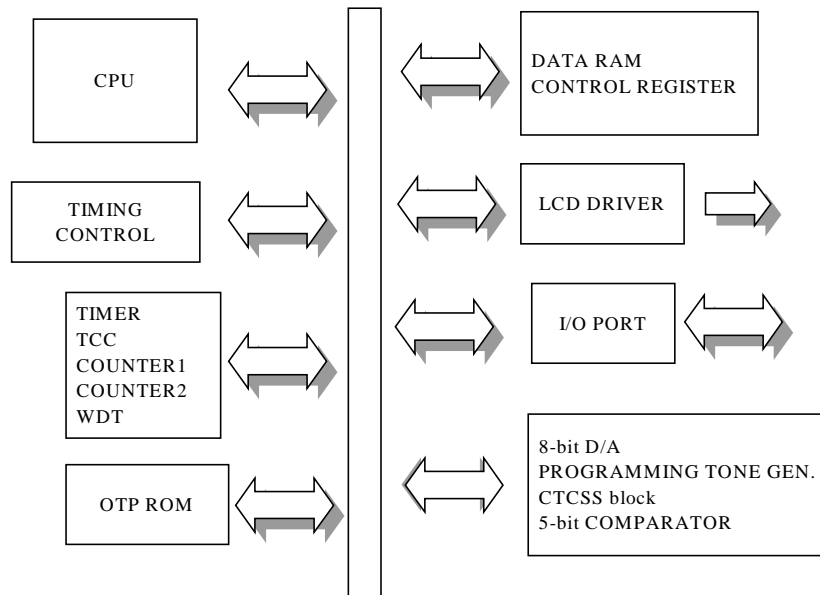 CPU
DATA RAM
CONTROL REGISTER
TIMING
CONTROL
LCD DRIVER
TIMER
TCC
COUNTER1
COUNTER2
WDT
I/O PORT
OTP ROM
8-bit D/A
PROGRAMMING TONE GEN.
CTCSS block
5-bit COMPARATOR